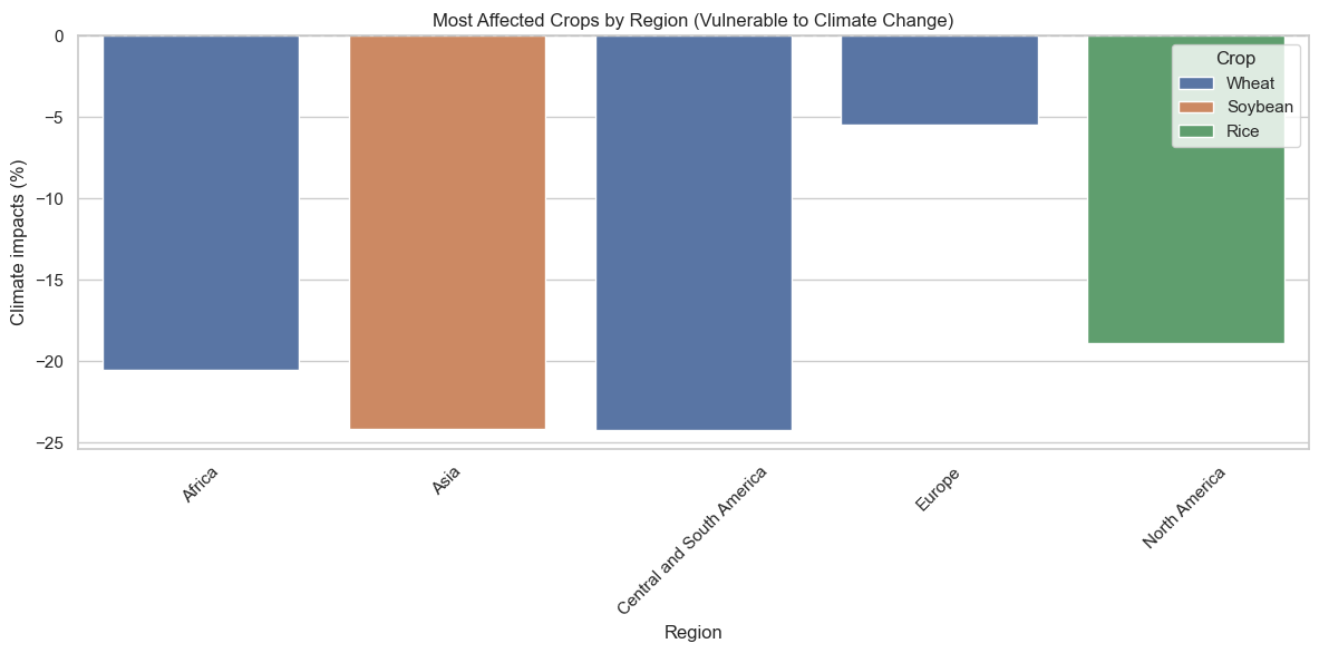 Most Affected Crops by Region (Vulnerable to Climate Change)
Crop
Wheat
Soybean
Rice
Climate impacts (%)
0
−5
−10
−15
−20
−25
Africa
Asia
Central and South America
Europe
North America
Region